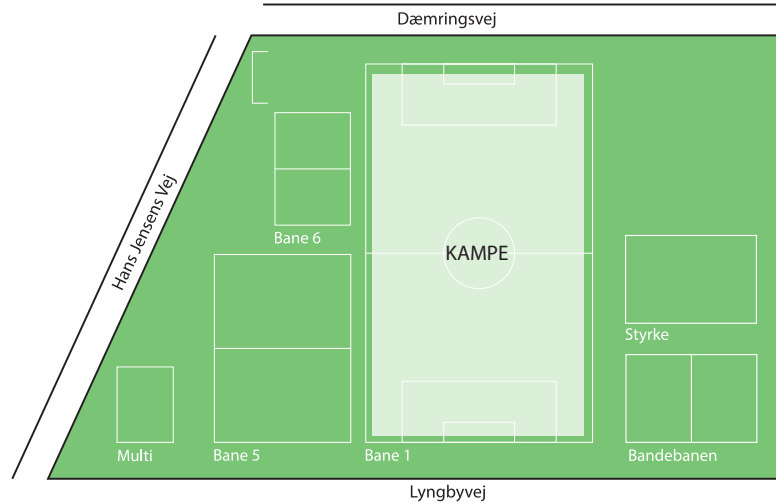 Dæmringsvej
Hans Jensens Vej
Bane 6
KAMPE
Styrke
Multi
Bane 5
Bane 1
Bandebanen
Lyngbyvej